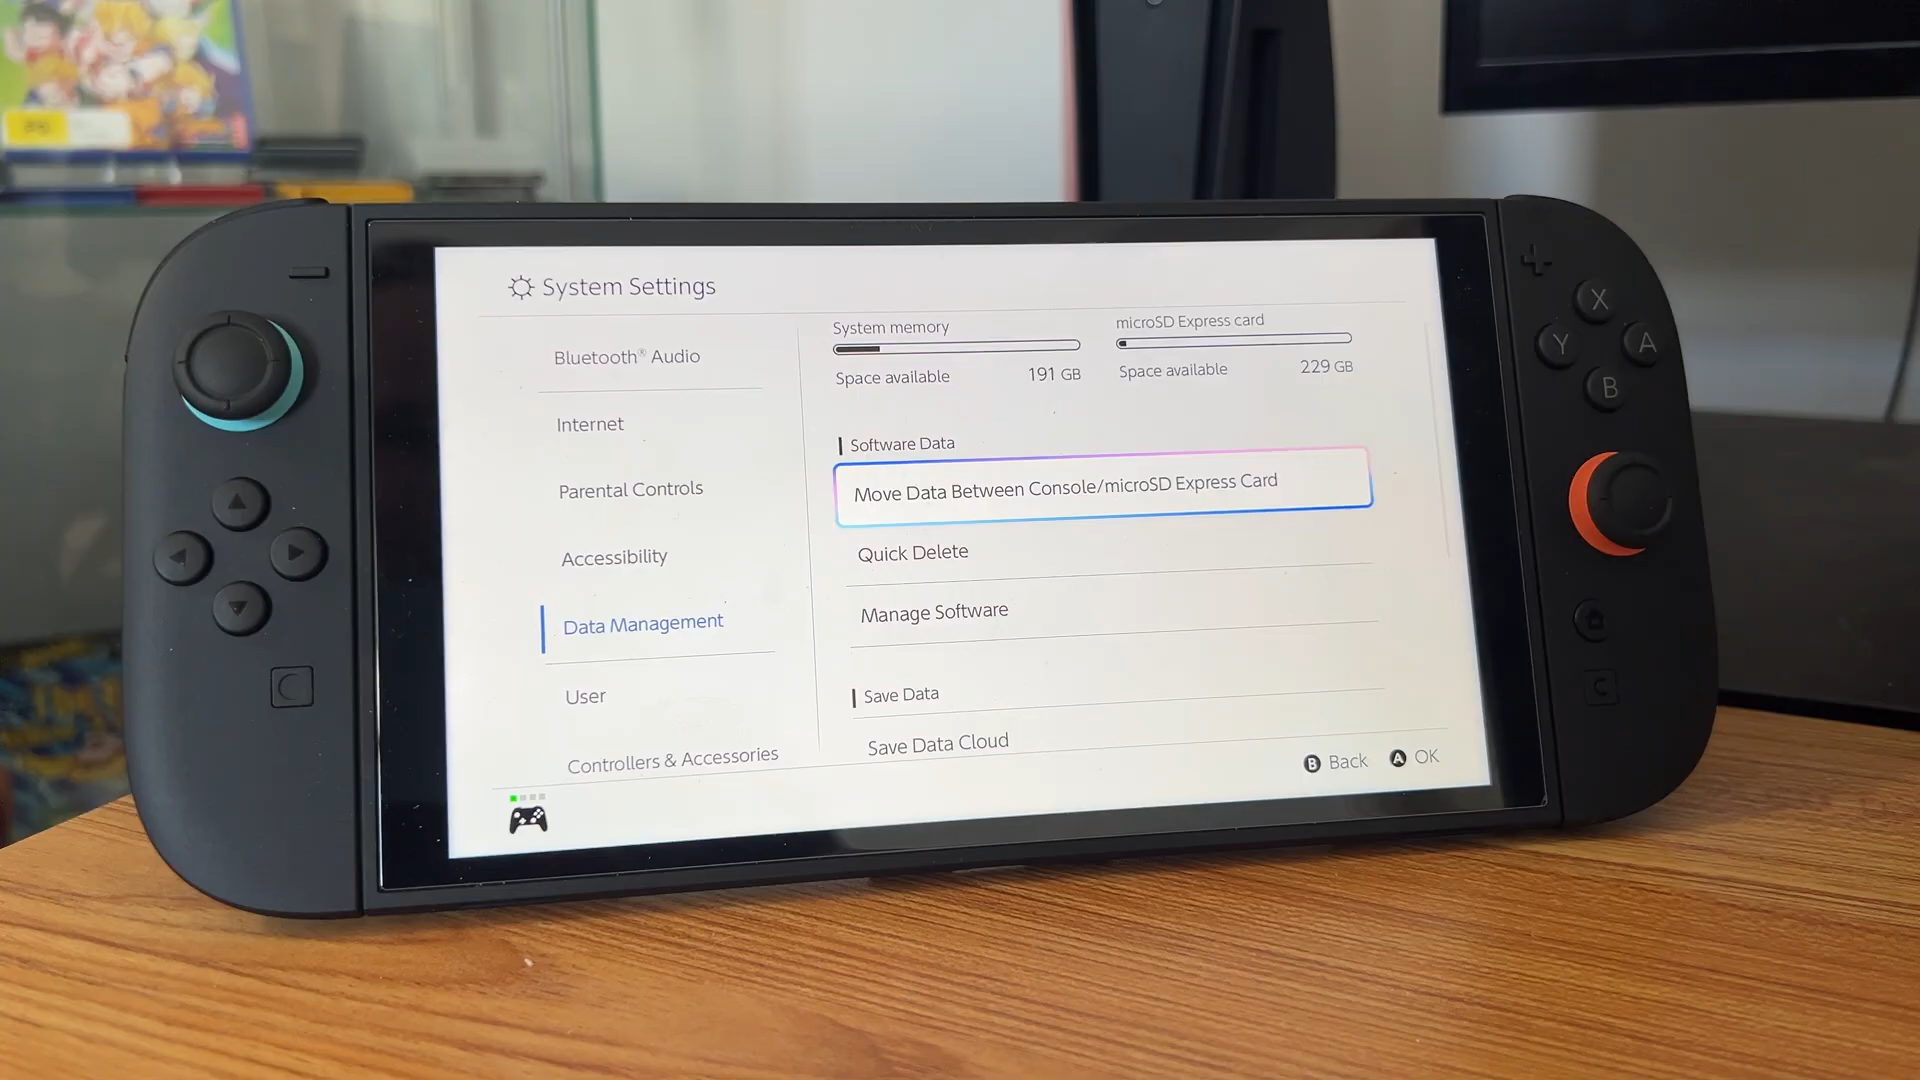 System Settings
Bluetooth® Audio
Internet
Parental Controls
Accessibility
Data Management
User
Controllers & Accessories
System memory
Space available 191 GB
microSD Express card
Space available 229 GB
Software Data
Move Data Between Console/microSD Express Card
Quick Delete
Manage Software
Save Data
Save Data Cloud
B Back A OK
X
Y
A
B
C